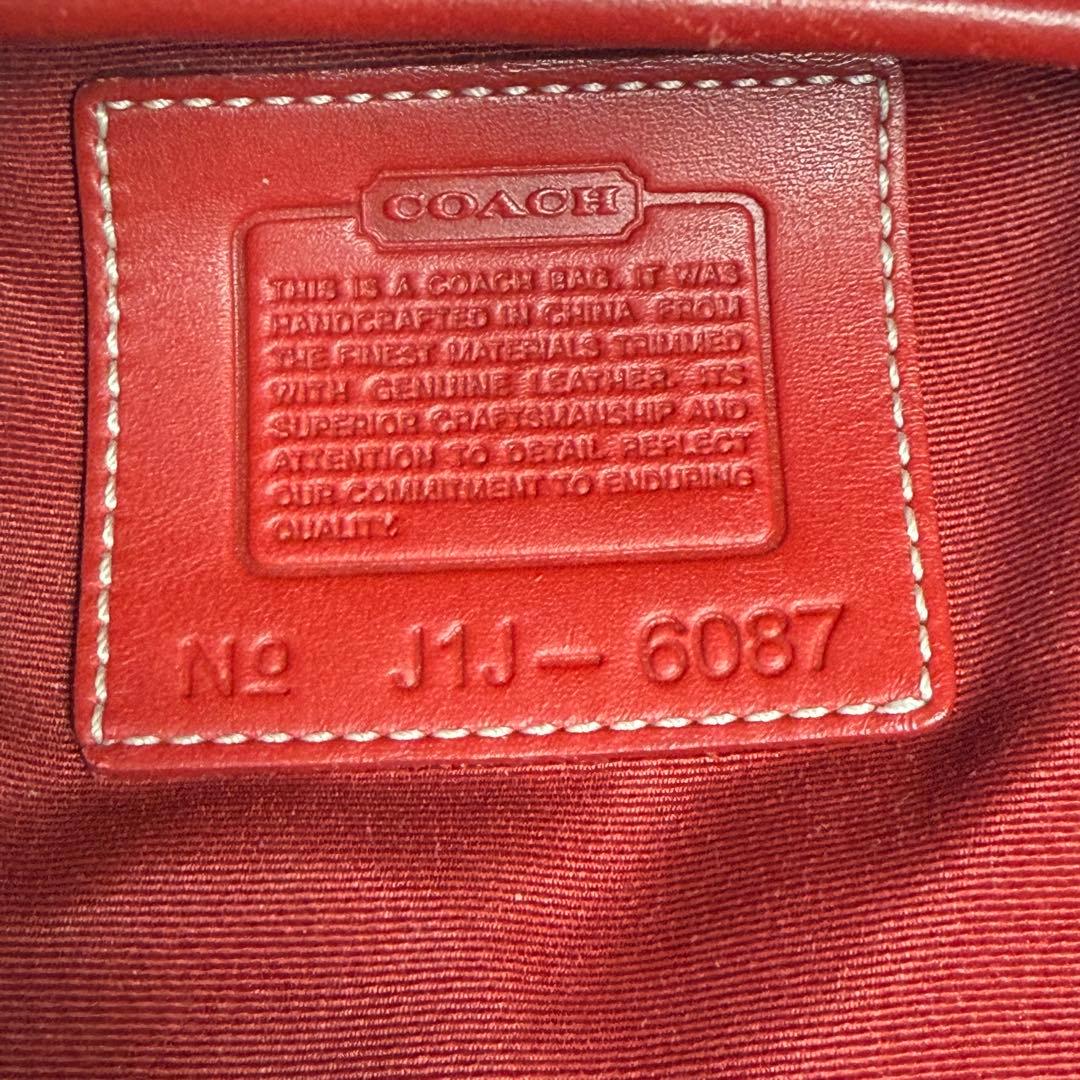 COACH
THIS IS A COACH BAG. IT WAS
HANDCRAFTED IN CHINA, FROM
THE FINEST MATERIALS TRIMMED
WITH GENUINE LEATHER. ITS
SUPERIOR CRAFTSMANSHIP AND
ATTENTION TO DETAIL REFLECT
OUR COMMITMENT TO ENDURING
QUALITY.
Nº J1J-6087